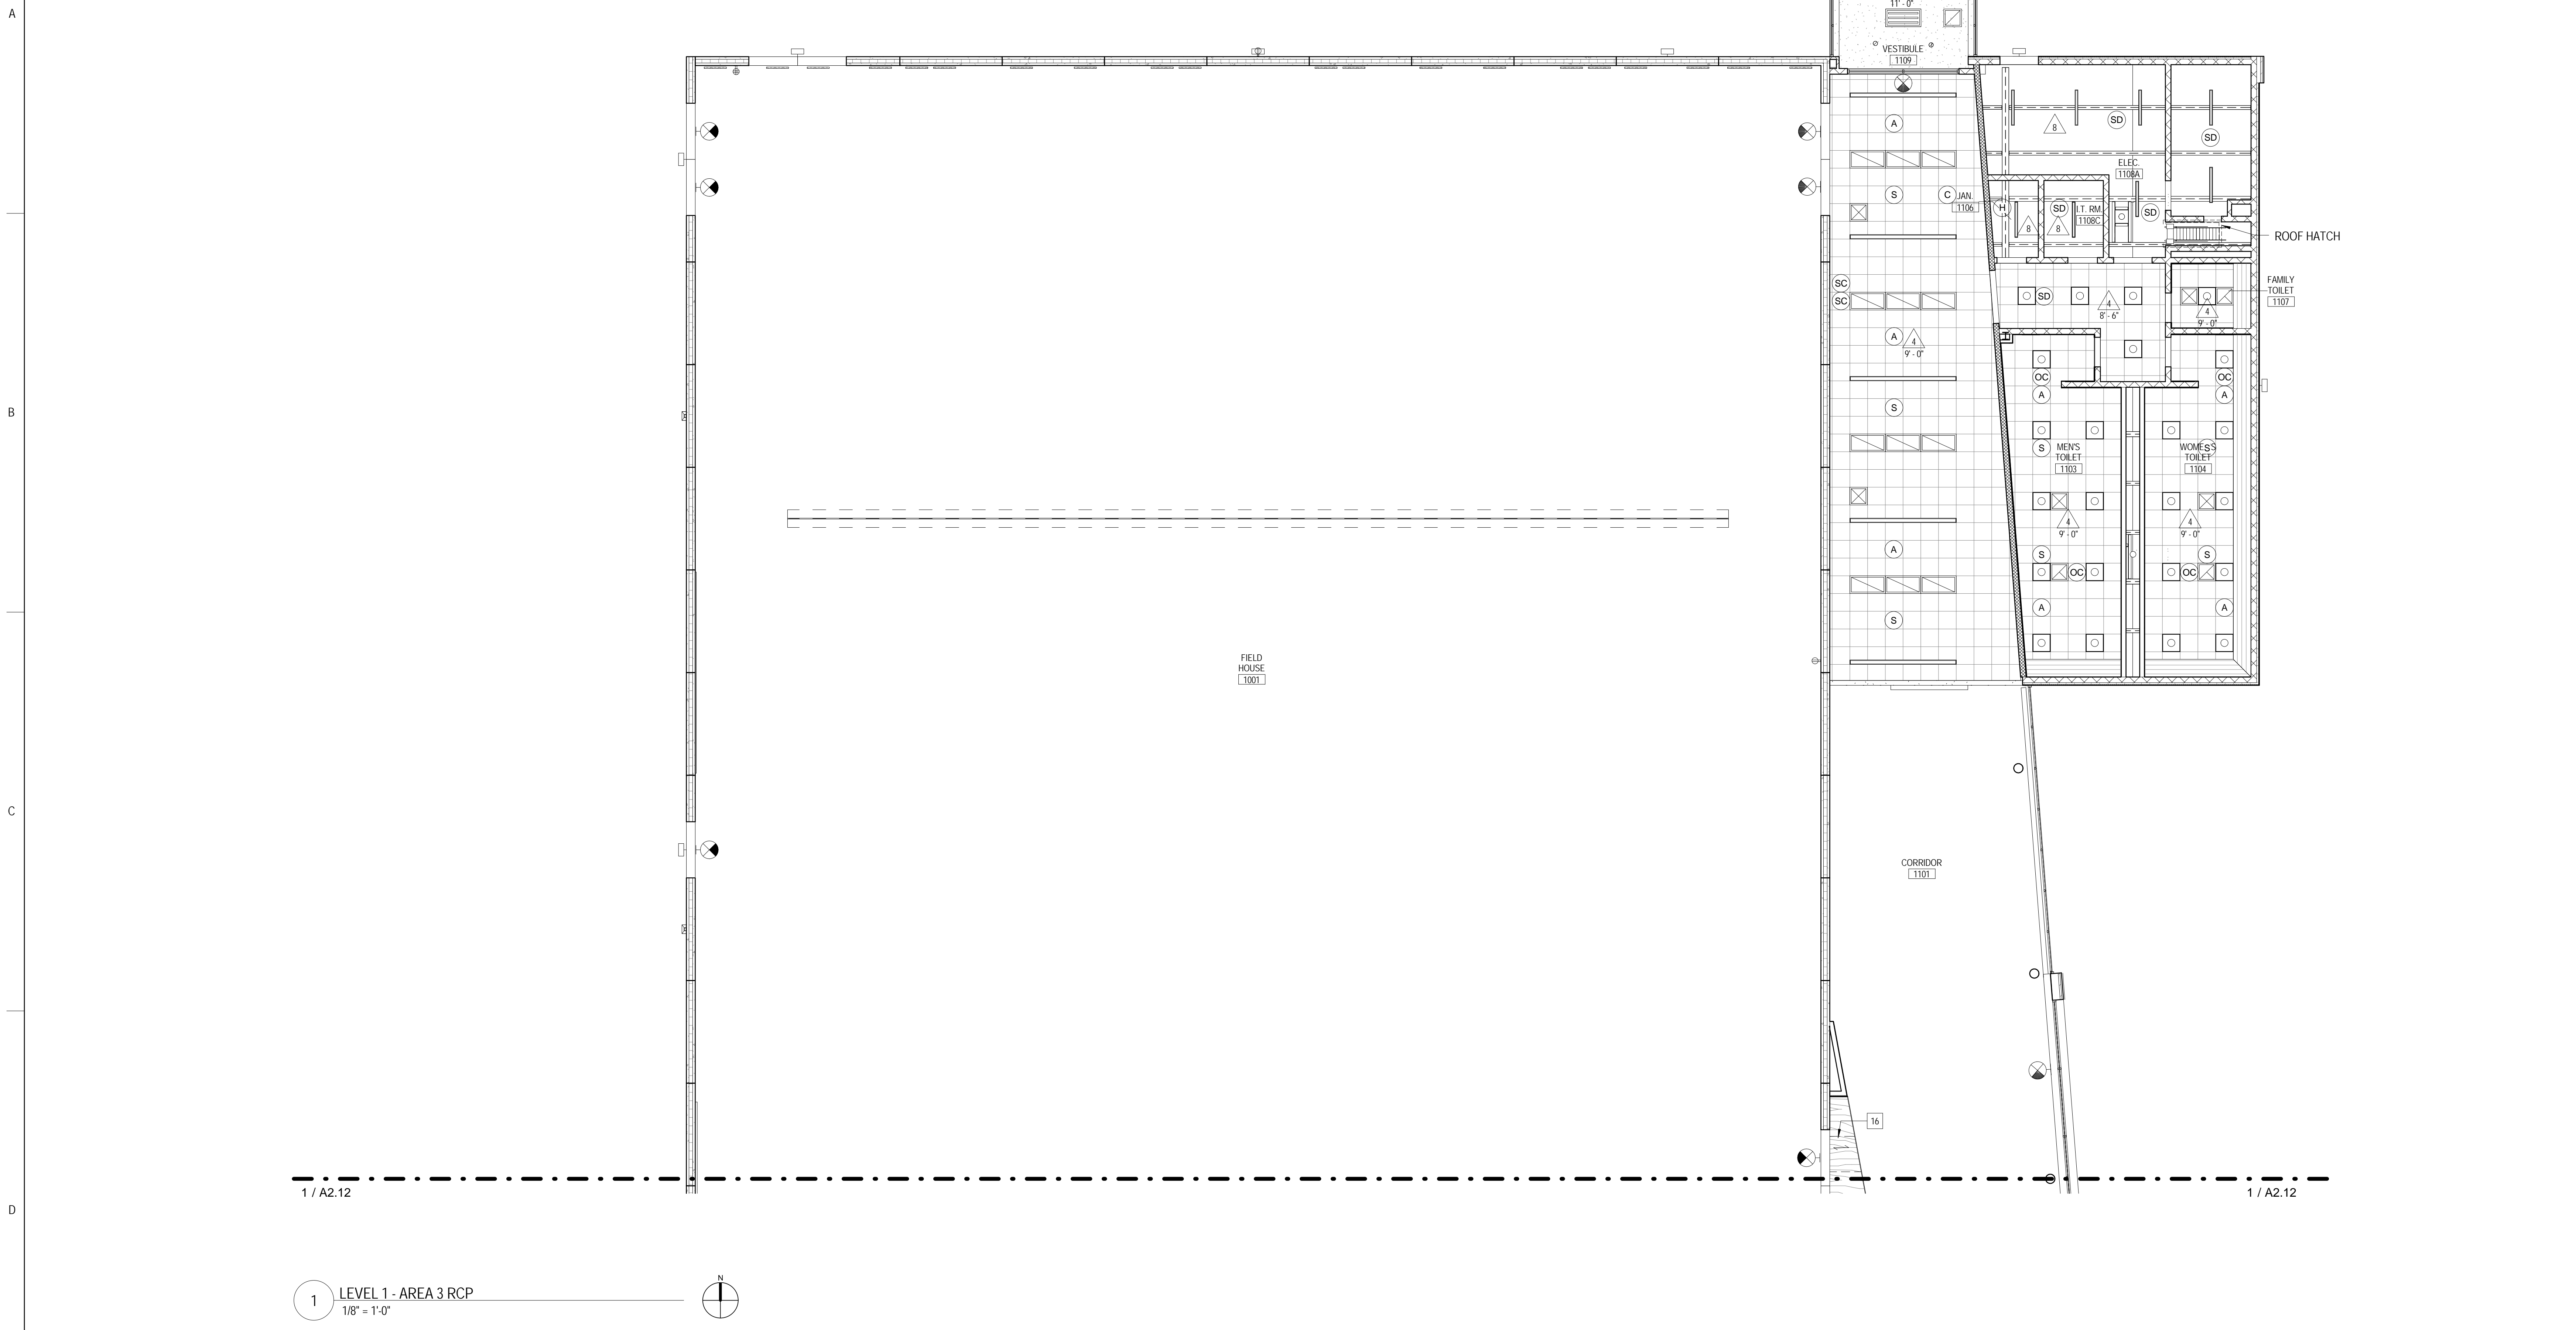 A
11' - 0"
VESTIBULE
1109
A
8
SD
SD
ELEC.
1108A
S
C
JAN.
1106
H
SD
I.T. RM.
1108C
SD
8
8
ROOF HATCH
SC
SC
SD
4
8' - 6"
FAMILY
TOILET
1107
4
9' - 0"
A
4
9' - 0"
OC
OC
A
A
B
S
S
MEN'S
TOILET
1103
S
WOMEN'S
TOILET
1104
4
9' - 0"
4
9' - 0"
A
S
S
OC
OC
A
A
S
FIELD
HOUSE
1001
C
CORRIDOR
1101
16
1 / A2.12
1 / A2.12
D
N
1
LEVEL 1 - AREA 3 RCP
1/8" = 1'-0"